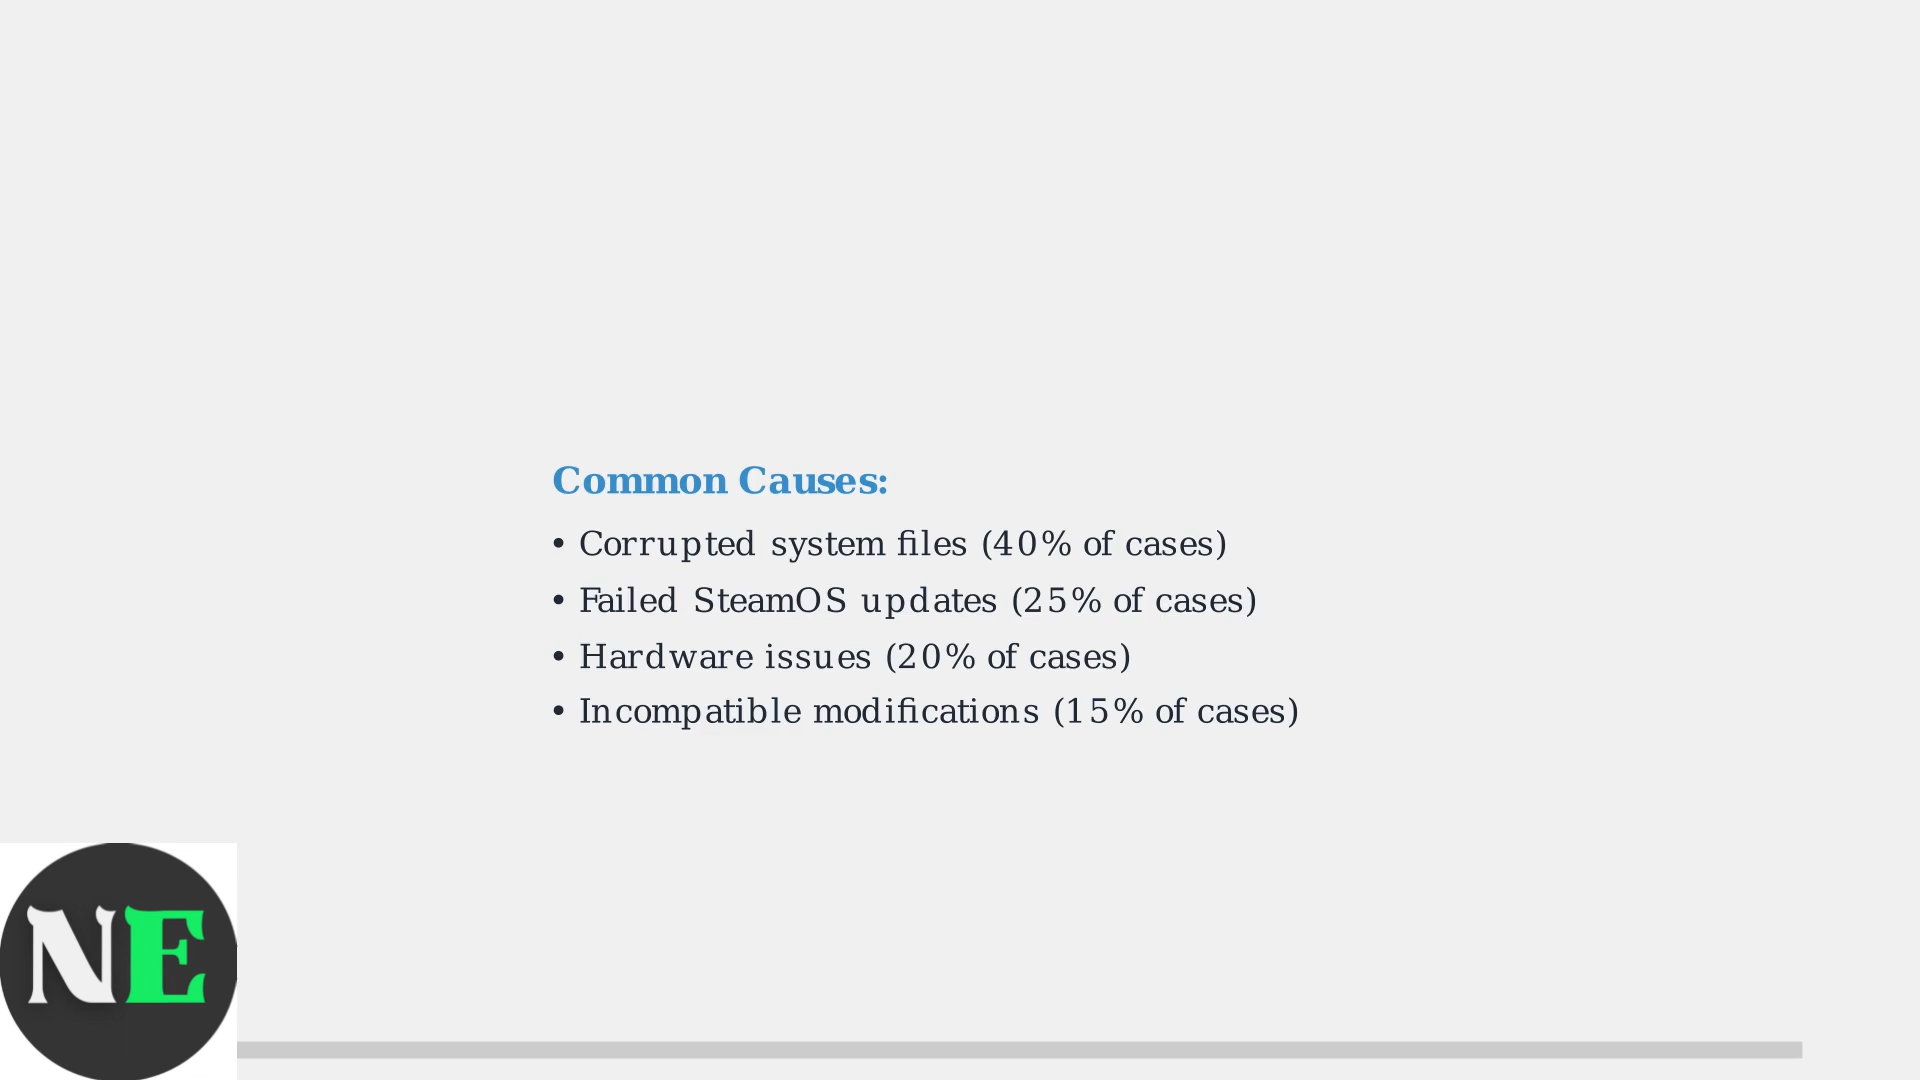 Common Causes:
• Corrupted system files (40% of cases)
• Failed SteamOS updates (25% of cases)
• Hardware issues (20% of cases)
• Incompatible modifications (15% of cases)
NE